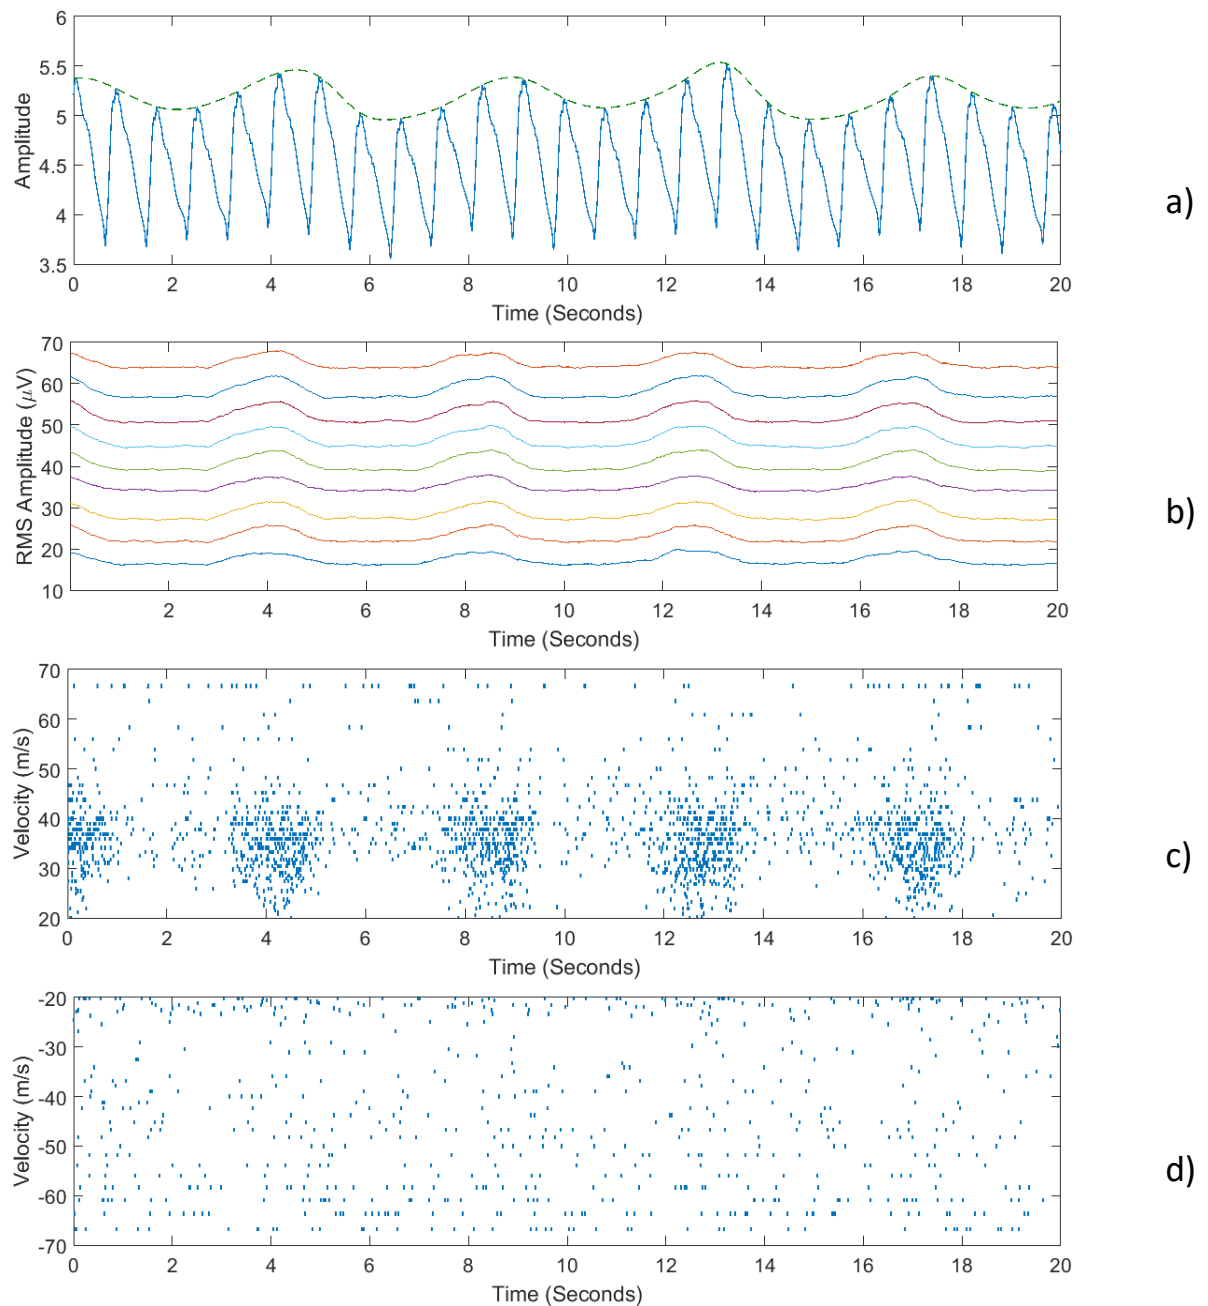 6
5.5
5
4.5
4
3.5
Amplitude
0 2 4 6 8 10 12 14 16 18 20
Time (Seconds)
a)
70
60
50
40
30
20
10
RMS Amplitude (μV)
2 4 6 8 10 12 14 16 18 20
Time (Seconds)
b)
70
60
50
40
30
20
Velocity (m/s)
0 2 4 6 8 10 12 14 16 18 20
Time (Seconds)
c)
-20
-30
-40
-50
-60
-70
Velocity (m/s)
0 2 4 6 8 10 12 14 16 18 20
Time (Seconds)
d)